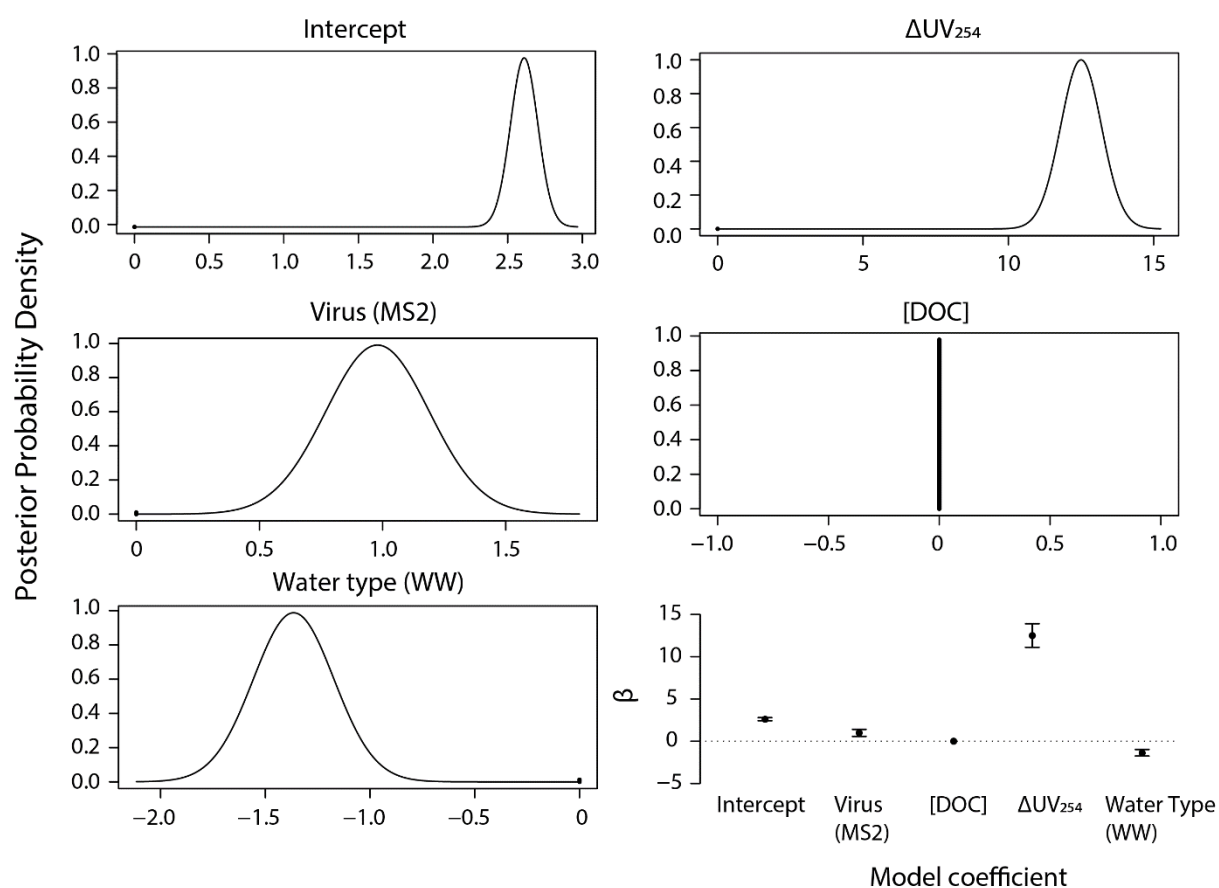 Intercept
1.0
0.8
0.6
0.4
0.2
0.0
0 0.5 1.0 1.5 2.0 2.5 3.0
ΔUV₂₅₄
1.0
0.8
0.6
0.4
0.2
0.0
0 5 10 15
Posterior Probability Density
Virus (MS2)
1.0
0.8
0.6
0.4
0.2
0.0
0 0.5 1.0 1.5
[DOC]
1.0
0.8
0.6
0.4
0.2
0.0
−1.0 −0.5 0 0.5 1.0
Water type (WW)
1.0
0.8
0.6
0.4
0.2
0.0
−2.0 −1.5 −1.0 −0.5 0
β
15
10
5
0
−5
Intercept Virus [DOC] ΔUV₂₅₄ Water Type
(MS2) (WW)
Model coefficient